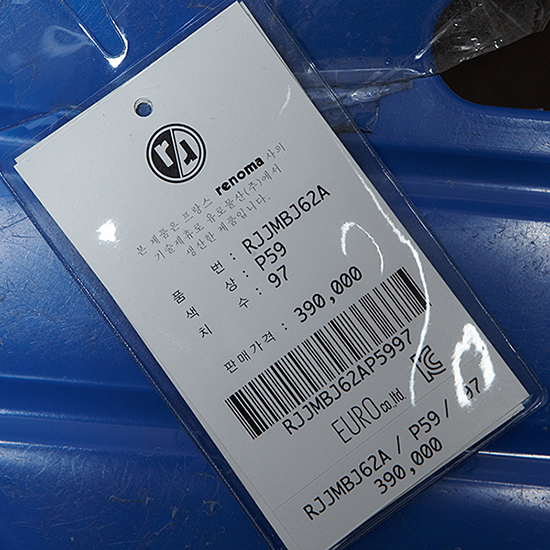 본 제품은 프랑스 renoma 사의
기술제휴로 유로물산(주)에서
생산한 제품입니다.
품 번 : RJJMBJ62A
색 상 : P59
치 수 : 97
판매가격 : 390,000
RJJMBJ62AP5997
EURO co.,ltd.
RJJMBJ62A / P59 / 97
390,000